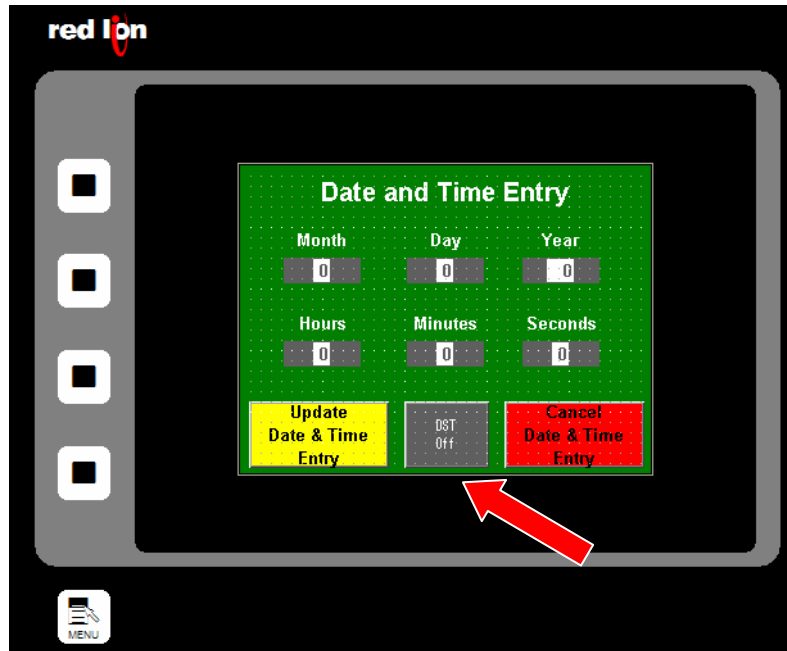 red lion
Date and Time Entry
Month Day Year
0 0 0
Hours Minutes Seconds
0 0 0
Update
Date & Time
Entry
DST
Off
Cancel
Date & Time
Entry
MENU